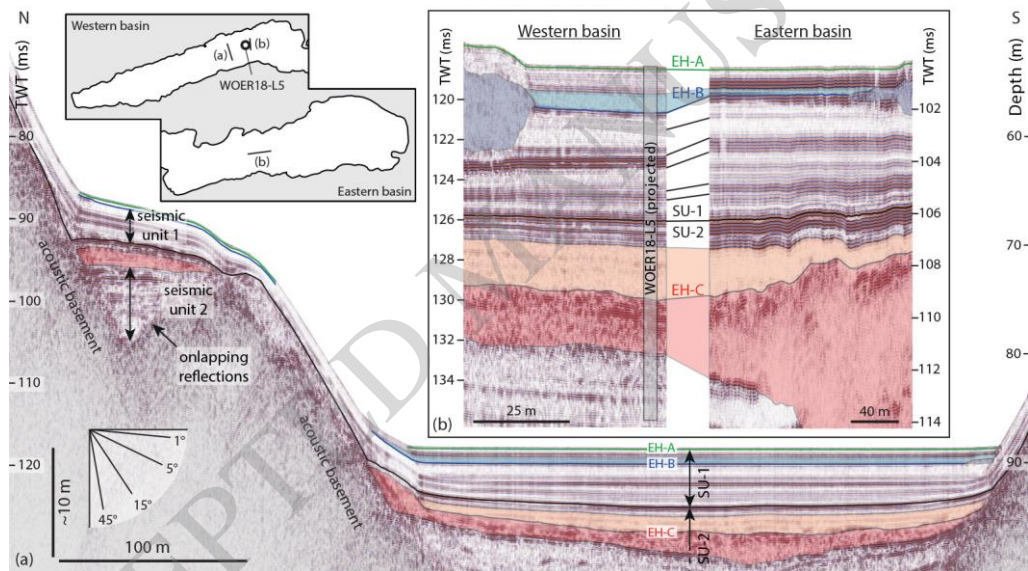 N
S
TWT (ms)
80
90
100
110
120
Western basin
(a)
(b)
WOER18-L5
(b)
Eastern basin
seismic
unit 1
seismic
unit 2
onlapping
reflections
acoustic basement
acoustic basement
1°
5°
15°
45°
~10 m
100 m
(a)
EH-A
EH-B
EH-C
SU-1
SU-2
Western basin
Eastern basin
TWT (ms)
120
122
124
126
128
130
132
134
EH-A
EH-B
SU-1
SU-2
EH-C
WOER18-L5 (projected)
25 m
40 m
(b)
TWT (ms)
102
104
106
108
110
112
114
Depth (m)
60
70
80
90
EPTED MANUS